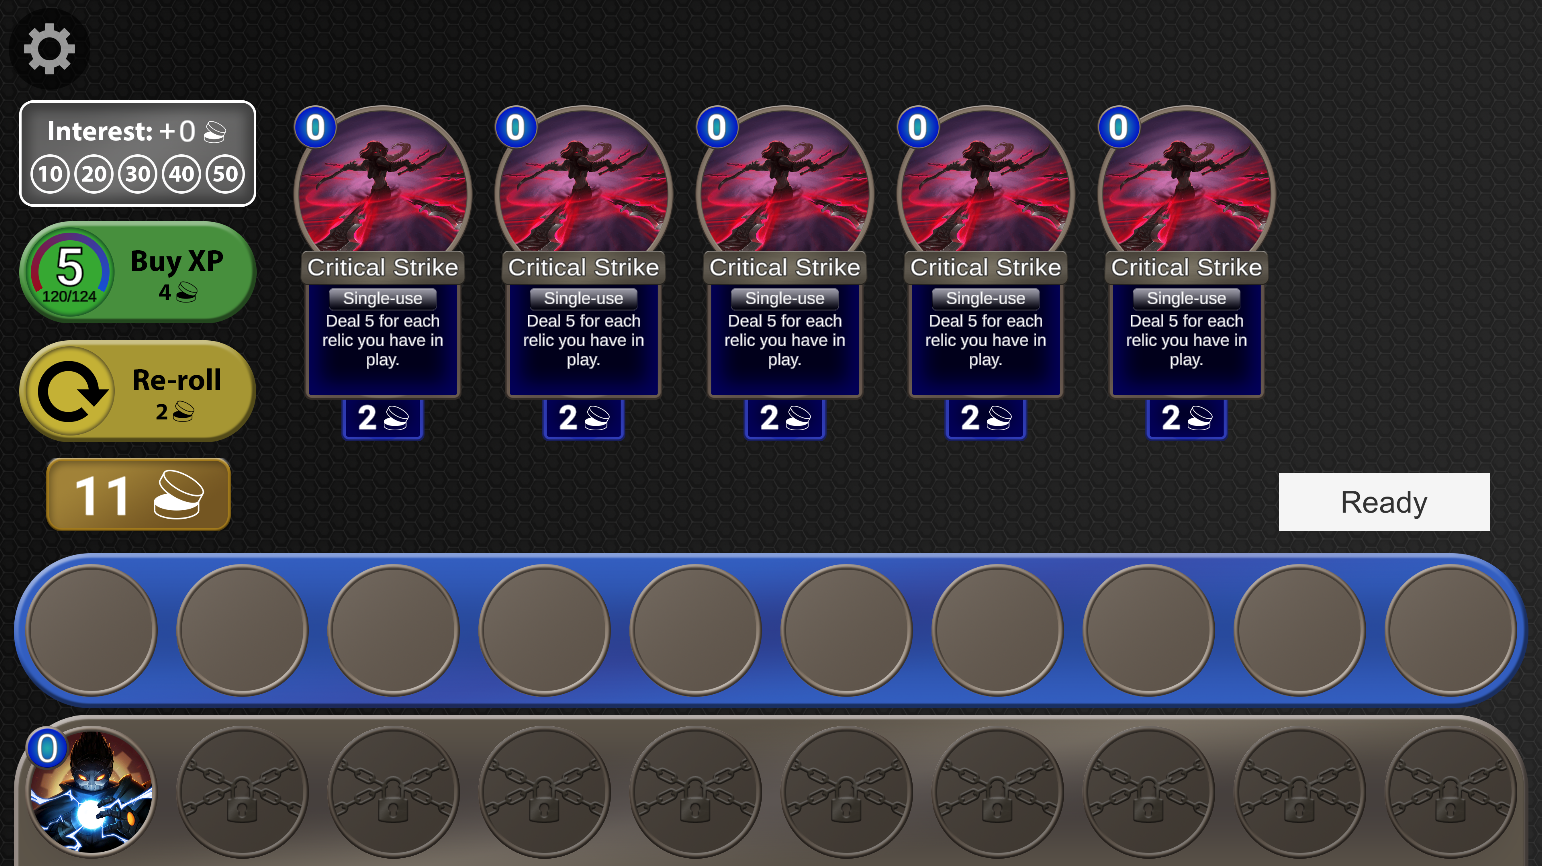 Interest: +0
10 20 30 40 50
5
120/124
Buy XP
4
Re-roll
2
11
0
Critical Strike
Single-use
Deal 5 for each
relic you have in
play.
2
0
Critical Strike
Single-use
Deal 5 for each
relic you have in
play.
2
0
Critical Strike
Single-use
Deal 5 for each
relic you have in
play.
2
0
Critical Strike
Single-use
Deal 5 for each
relic you have in
play.
2
0
Critical Strike
Single-use
Deal 5 for each
relic you have in
play.
2
Ready
0